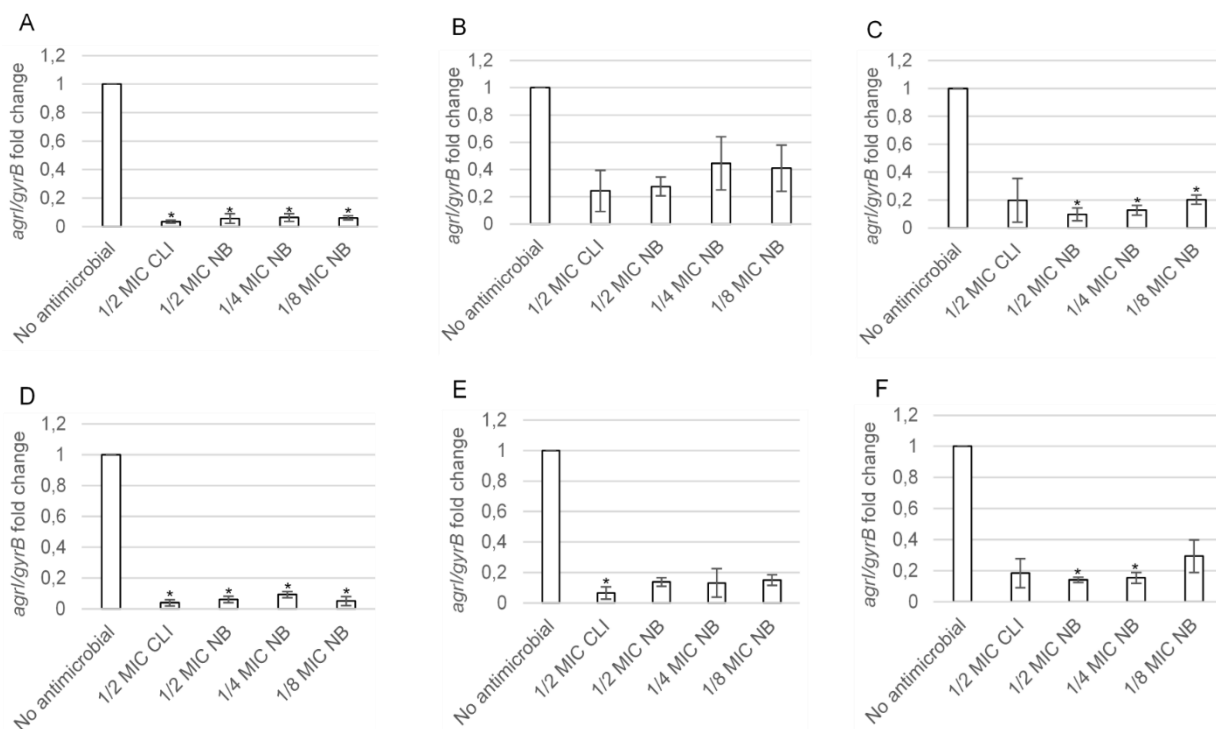 A
agrI/gyrB fold change
1,2
1
0,8
0,6
0,4
0,2
0
*
*
*
*
No antimicrobial
1/2 MIC CLI
1/2 MIC NB
1/4 MIC NB
1/8 MIC NB
B
agrI/gyrB fold change
1,2
1
0,8
0,6
0,4
0,2
0
No antimicrobial
1/2 MIC CLI
1/2 MIC NB
1/4 MIC NB
1/8 MIC NB
C
agrI/gyrB fold change
1,2
1
0,8
0,6
0,4
0,2
0
*
*
*
No antimicrobial
1/2 MIC CLI
1/2 MIC NB
1/4 MIC NB
1/8 MIC NB
D
agrI/gyrB fold change
1,2
1
0,8
0,6
0,4
0,2
0
*
*
*
*
No antimicrobial
1/2 MIC CLI
1/2 MIC NB
1/4 MIC NB
1/8 MIC NB
E
agrI/gyrB fold change
1,2
1
0,8
0,6
0,4
0,2
0
*
No antimicrobial
1/2 MIC CLI
1/2 MIC NB
1/4 MIC NB
1/8 MIC NB
F
agrI/gyrB fold change
1,2
1
0,8
0,6
0,4
0,2
0
*
*
No antimicrobial
1/2 MIC CLI
1/2 MIC NB
1/4 MIC NB
1/8 MIC NB